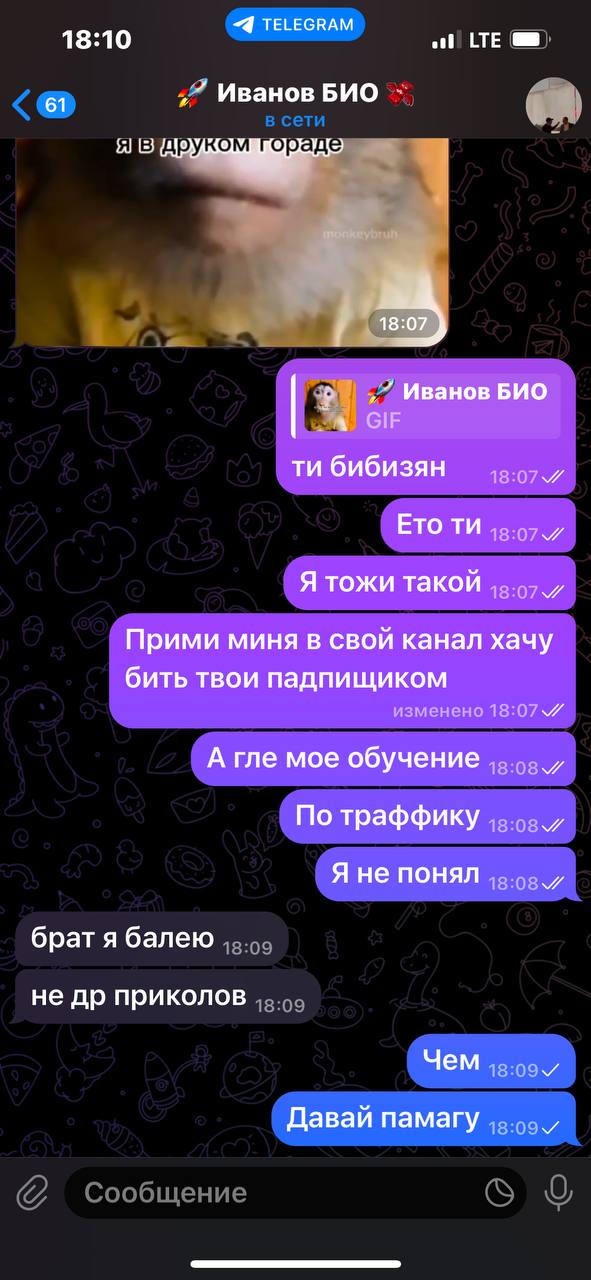 18:10
TELEGRAM
LTE
61
🚀 Иванов БИО
в сети
я в друком гораде
monkeybruh
18:07
🚀 Иванов БИО
GIF
ти бибизян 18:07
Ето ти 18:07
Я тожи такой 18:07
Прими миня в свой канал хачу
бить твои падпищиком
изменено 18:07
А гле мое обучение 18:08
По траффику 18:08
Я не понял 18:08
брат я балею 18:09
не др приколов 18:09
Чем 18:09
Давай памагу 18:09
Сообщение